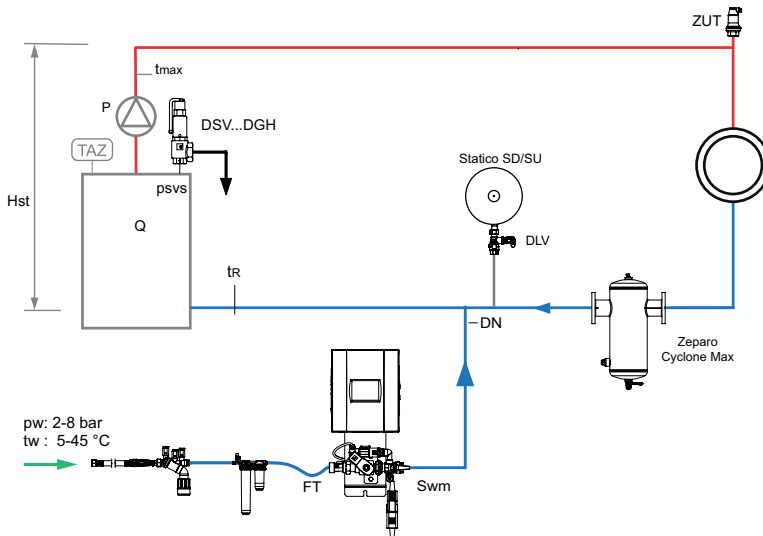 ZUT
tmax
P
DSV...DGH
TAZ
Statico SD/SU
psvs
Hst
Q
DLV
tR
DN
Zeparo
Cyclone Max
pw: 2-8 bar
tw : 5-45 °C
FT
Swm